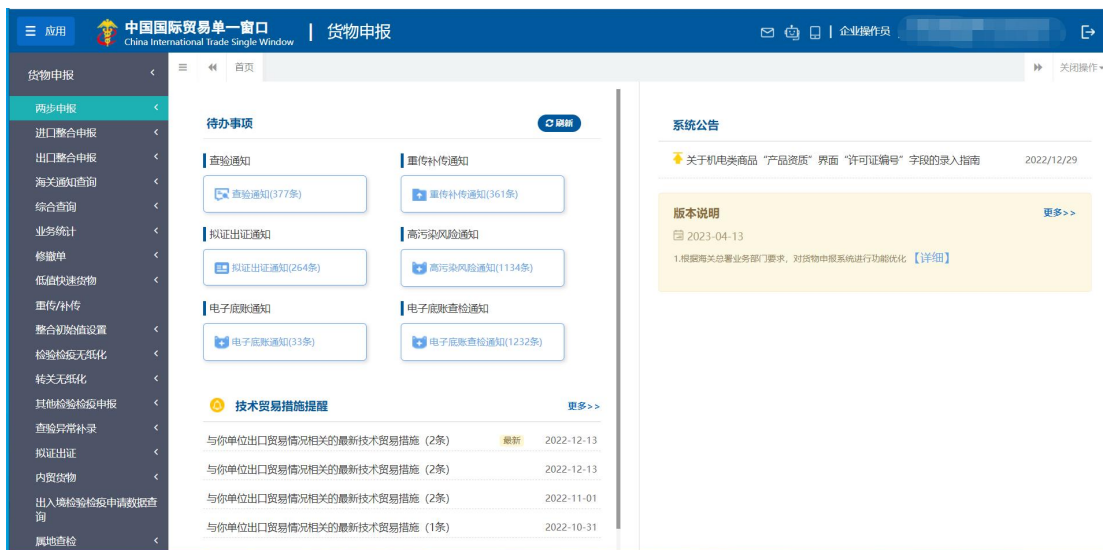 应用
中国国际贸易单一窗口
China International Trade Single Window
货物申报
企业操作员
货物申报
首页
关闭操作
两步申报
进口整合申报
出口整合申报
海关通知查询
综合查询
业务统计
修撤单
低值快速货物
重传/补传
整合初始值设置
检验检疫无纸化
转关无纸化
其他检验检疫申报
查验异常补录
拟证出证
内贸货物
出入境检验检疫申请数据查
询
属地查检
待办事项
刷新
查验通知
重传补传通知
查验通知(377条)
重传补传通知(361条)
拟证出证通知
高污染风险通知
拟证出证通知(264条)
高污染风险通知(1134条)
电子底账通知
电子底账查检通知
电子底账通知(33条)
电子底账查检通知(1232条)
技术贸易措施提醒
更多>>
与你单位出口贸易情况相关的最新技术贸易措施（2条） 最新 2022-12-13
与你单位出口贸易情况相关的最新技术贸易措施（2条） 2022-12-13
与你单位出口贸易情况相关的最新技术贸易措施（2条） 2022-11-01
与你单位出口贸易情况相关的最新技术贸易措施（1条） 2022-10-31
系统公告
关于机电类商品“产品资质”界面“许可证编号”字段的录入指南 2022/12/29
版本说明
更多>>
2023-04-13
1.根据海关总署业务部门要求，对货物申报系统进行功能优化 【详细】